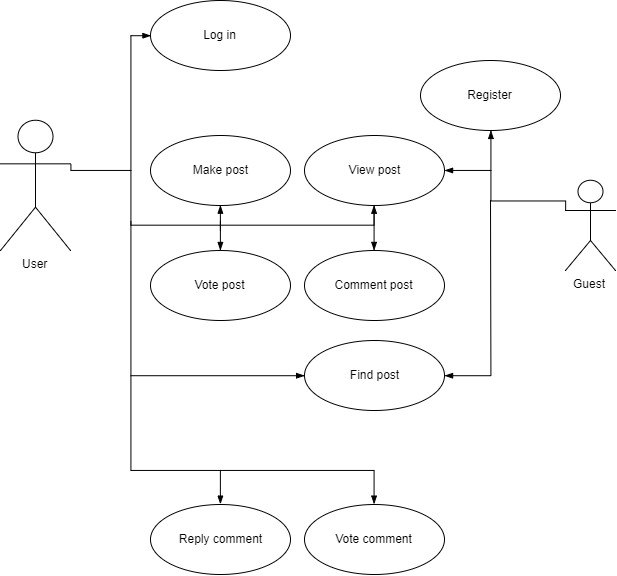 Log in
Register
Make post
View post
User
Guest
Vote post
Comment post
Find post
Reply comment
Vote comment